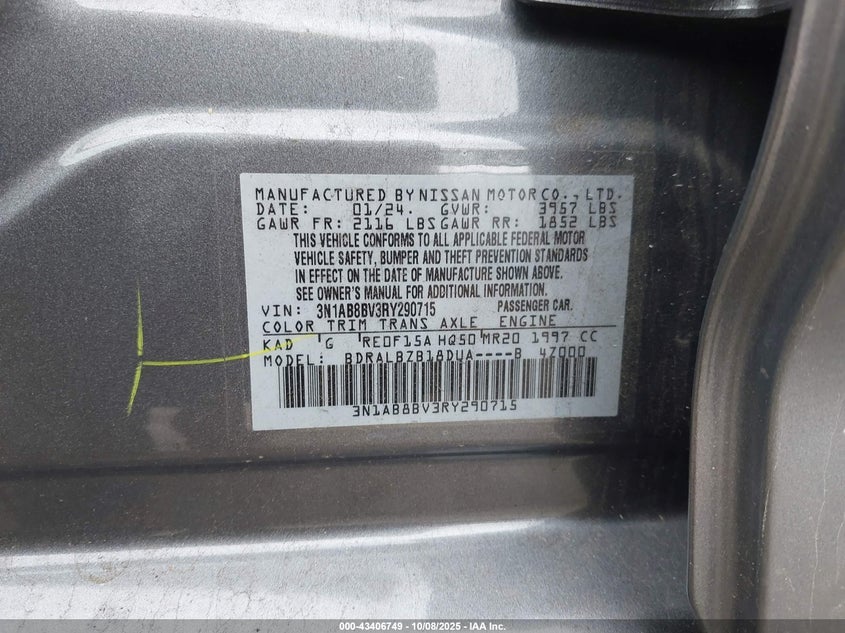 MANUFACTURED BY NISSAN MOTOR CO., LTD.
DATE: 01/24. GVWR: 3957 LBS
GAWR FR: 2116 LBS GAWR RR: 1852 LBS
THIS VEHICLE CONFORMS TO ALL APPLICABLE FEDERAL MOTOR
VEHICLE SAFETY, BUMPER AND THEFT PREVENTION STANDARDS
IN EFFECT ON THE DATE OF MANUFACTURE SHOWN ABOVE.
SEE OWNER'S MANUAL FOR ADDITIONAL INFORMATION.
VIN: 3N1AB8BV3RY290715 PASSENGER CAR.
COLOR TRIM TRANS AXLE ENGINE
KAD G RE0F15A HQ50 MR20 1997 CC
MODEL: BDRALBZB18DUA----B 4Z000
3N1AB8BV3RY290715
000-43406749 - 10/08/2025 - IAA Inc.